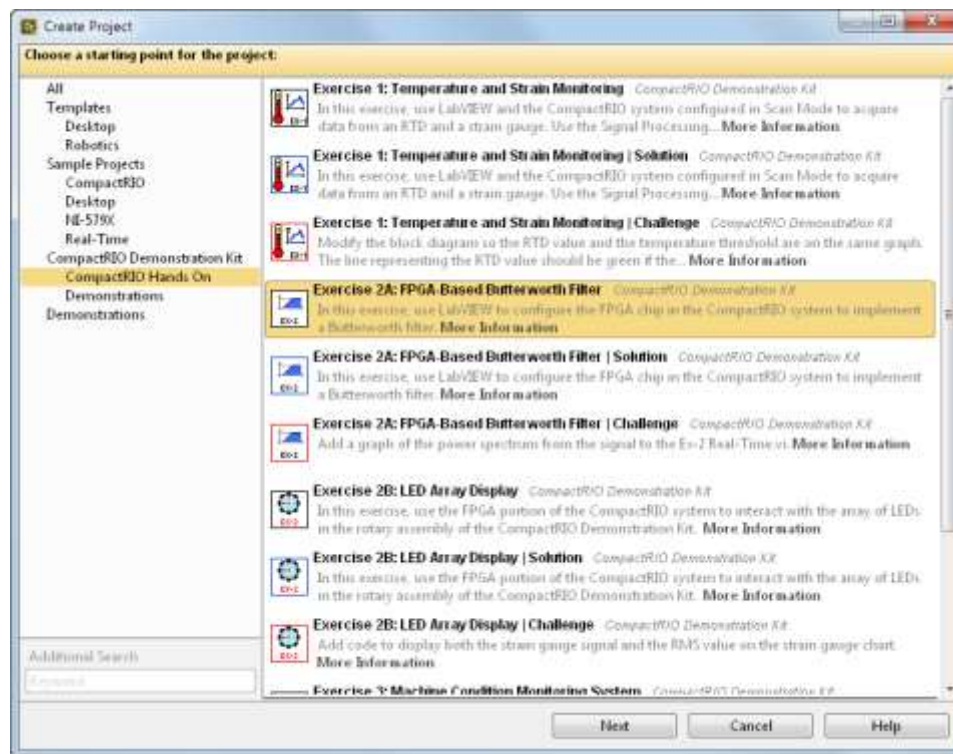 Create Project
Choose a starting point for the project:
All
Templates
Desktop
Robotics
Sample Projects
CompactRIO
Desktop
NI-579X
Real-Time
CompactRIO Demonstration Kit
CompactRIO Hands On
Demonstrations
Demonstrations
Additional Search
Keyword
Exercise 1: Temperature and Strain Monitoring CompactRIO Demonstration Kit
In this exercise, use LabVIEW and the CompactRIO system configured in Scan Mode to acquire
data from an RTD and a strain gauge. Use the Signal Processing... More Information
Exercise 1: Temperature and Strain Monitoring | Solution CompactRIO Demonstration Kit
In this exercise, use LabVIEW and the CompactRIO system configured in Scan Mode to acquire
data from an RTD and a strain gauge. Use the Signal Processing... More Information
Exercise 1: Temperature and Strain Monitoring | Challenge CompactRIO Demonstration Kit
Modify the block diagram so the RTD value and the temperature threshold are on the same graph.
The line representing the RTD value should be green if the... More Information
Exercise 2A: FPGA-Based Butterworth Filter CompactRIO Demonstration Kit
In this exercise, use LabVIEW to configure the FPGA chip in the CompactRIO system to implement
a Butterworth filter. More Information
Exercise 2A: FPGA-Based Butterworth Filter | Solution CompactRIO Demonstration Kit
In this exercise, use LabVIEW to configure the FPGA chip in the CompactRIO system to implement
a Butterworth filter. More Information
Exercise 2A: FPGA-Based Butterworth Filter | Challenge CompactRIO Demonstration Kit
Add a graph of the power spectrum from the signal to the Ex-2 Real-Time.vi. More Information
Exercise 2B: LED Array Display CompactRIO Demonstration Kit
In this exercise, use the FPGA portion of the CompactRIO system to interact with the array of LEDs
in the rotary assembly of the CompactRIO Demonstration Kit. More Information
Exercise 2B: LED Array Display | Solution CompactRIO Demonstration Kit
In this exercise, use the FPGA portion of the CompactRIO system to interact with the array of LEDs
in the rotary assembly of the CompactRIO Demonstration Kit. More Information
Exercise 2B: LED Array Display | Challenge CompactRIO Demonstration Kit
Add code to display both the strain gauge signal and the RMS value on the strain gauge chart.
More Information
Exercise 3: Machine Condition Monitoring System CompactRIO Demonstration Kit
Next
Cancel
Help